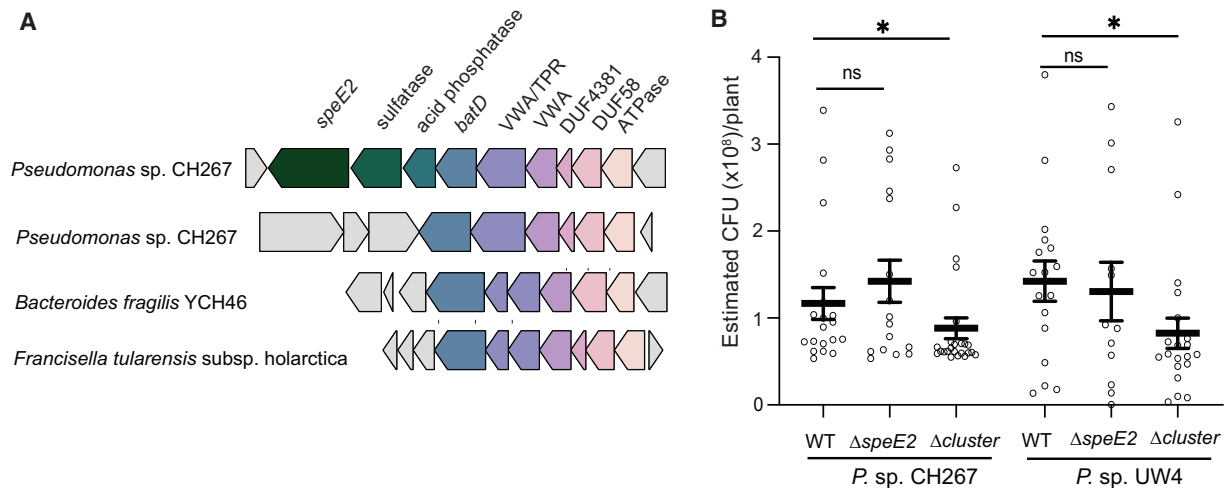 A
speE2
sulfatase
acid phosphatase
batD
VWA/TPR
VWA
DUF4381
DUF58
ATPase
Pseudomonas sp. CH267
Pseudomonas sp. CH267
Bacteroides fragilis YCH46
Francisella tularensis subsp. holarctica
B
Estimated CFU (x10⁸)/plant
4
3
2
1
0
*
ns
*
ns
WT ΔspeE2 Δcluster WT ΔspeE2 Δcluster
P. sp. CH267 P. sp. UW4